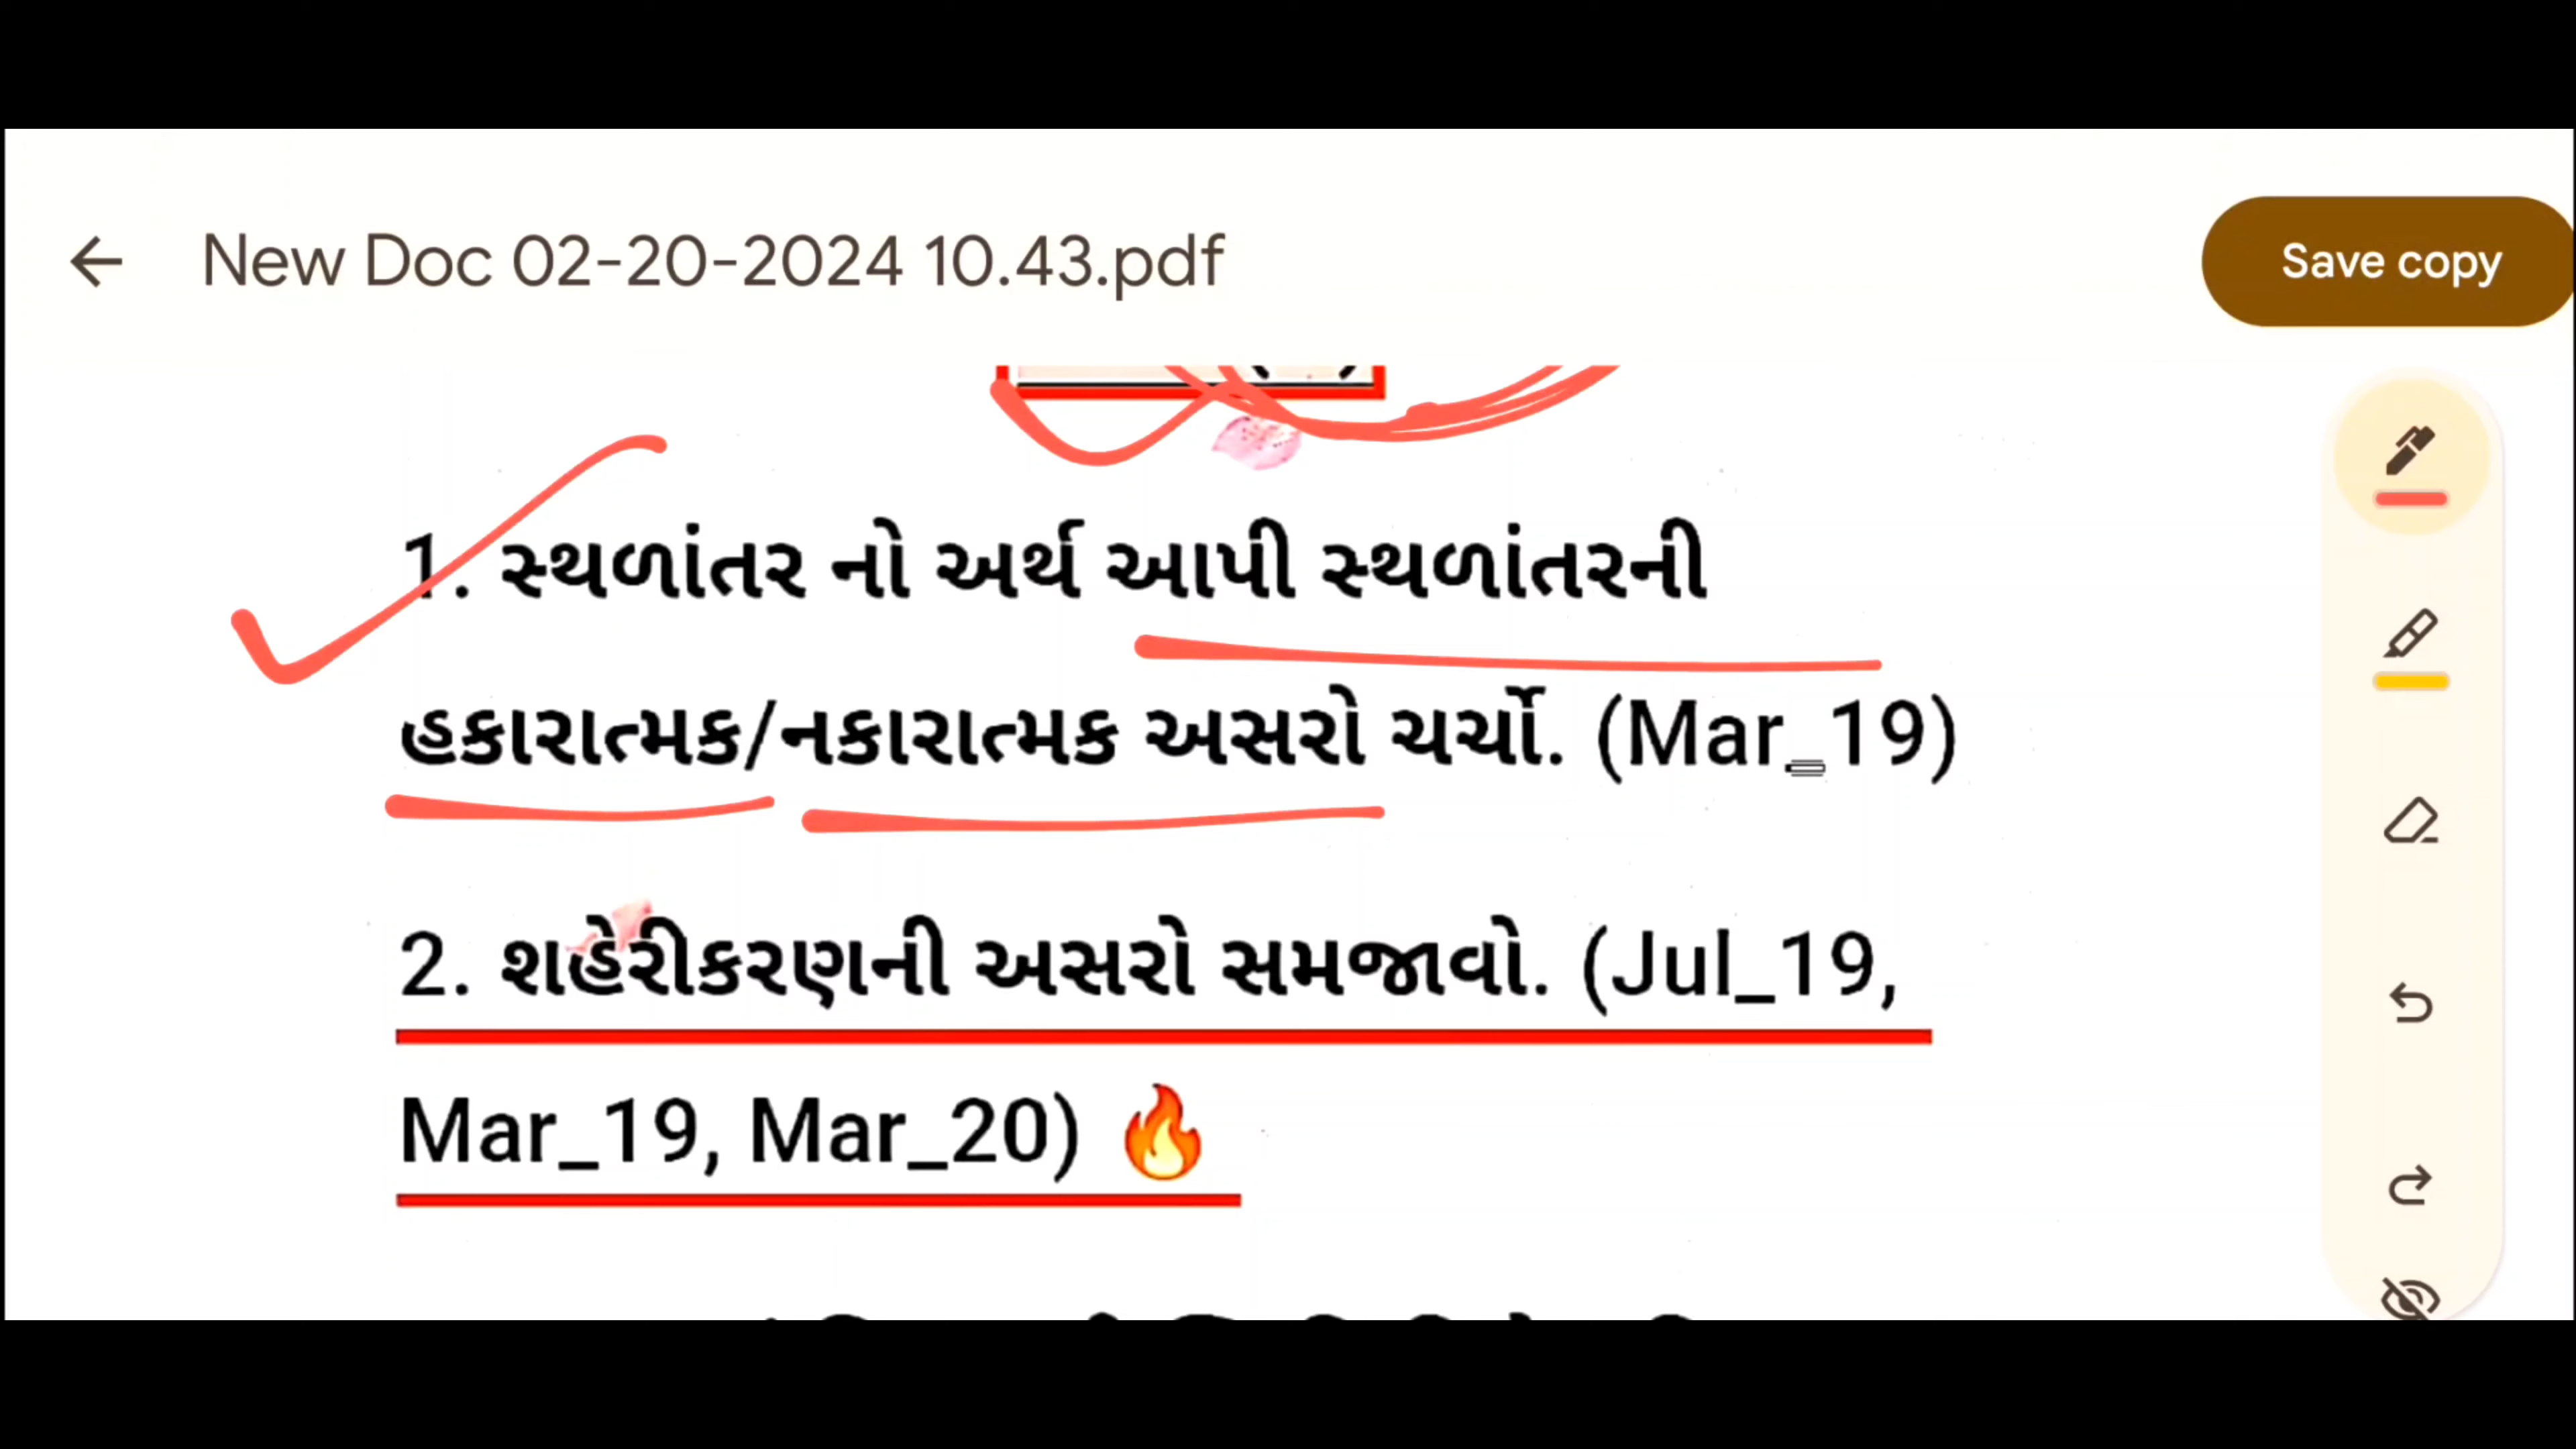 New Doc 02-20-2024 10.43.pdf
Save copy
1. સ્થળાંતર નો અર્થ આપી સ્થળાંતરની
હકારાત્મક/નકારાત્મક અસરો ચર્ચો. (Mar_19)
2. શહેરીકરણની અસરો સમજાવો. (Jul_19,
Mar_19, Mar_20) 🔥